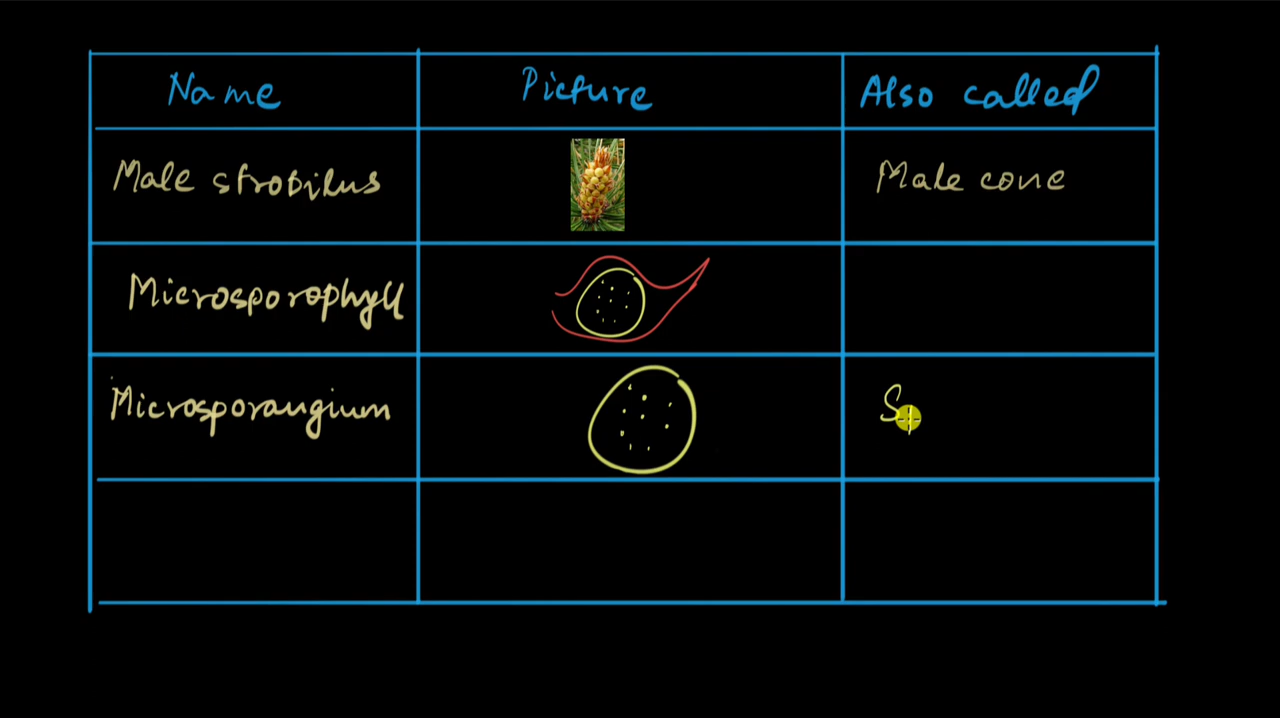 Name Picture Also called
Male strobilus Male cone
Microsporophyll
Microsporangium S